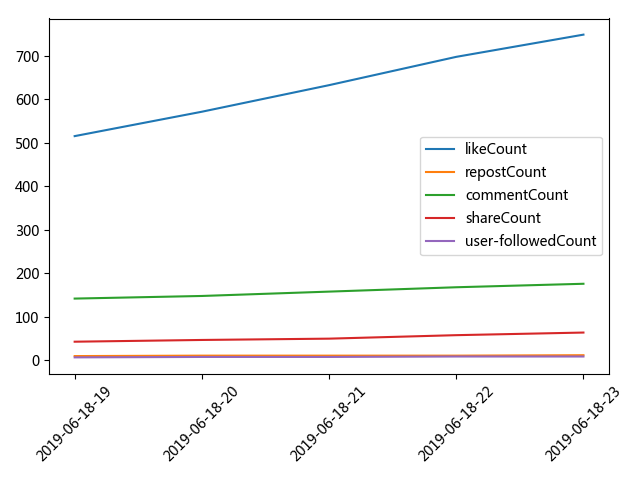 700
600
500
400
300
200
100
0
likeCount
repostCount
commentCount
shareCount
user-followedCount
2019-06-18-19
2019-06-18-20
2019-06-18-21
2019-06-18-22
2019-06-18-23